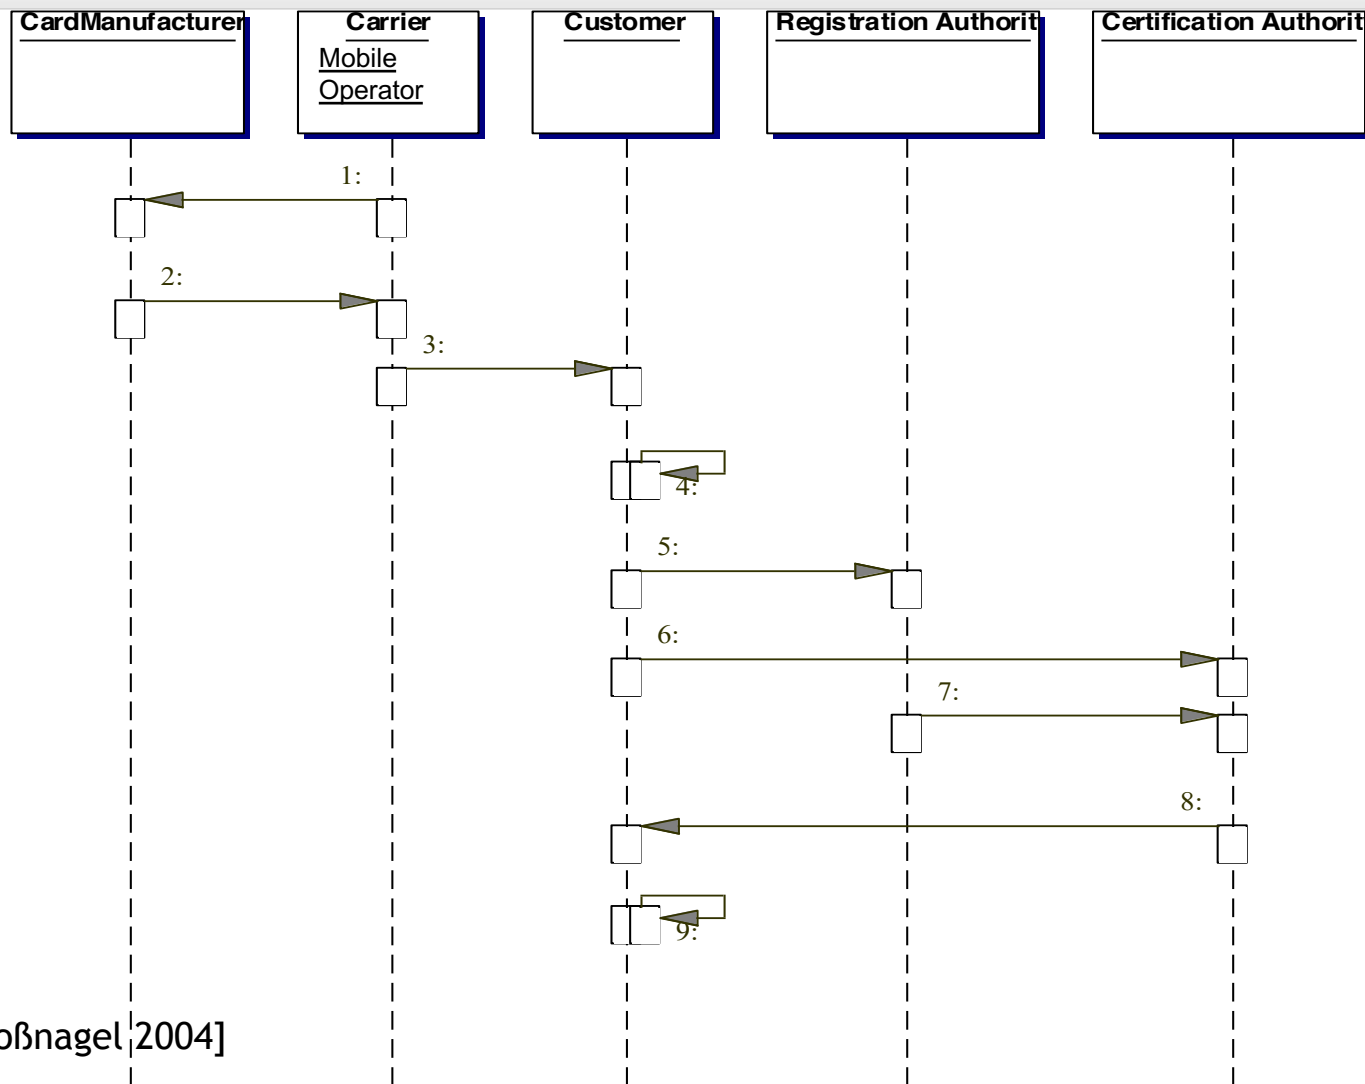 CardManufacturer
Carrier
Mobile
Operator
Customer
Registration Authorit
Certification Authorit
1:
2:
3:
4:
5:
6:
7:
8:
9:
oßnagel 2004]